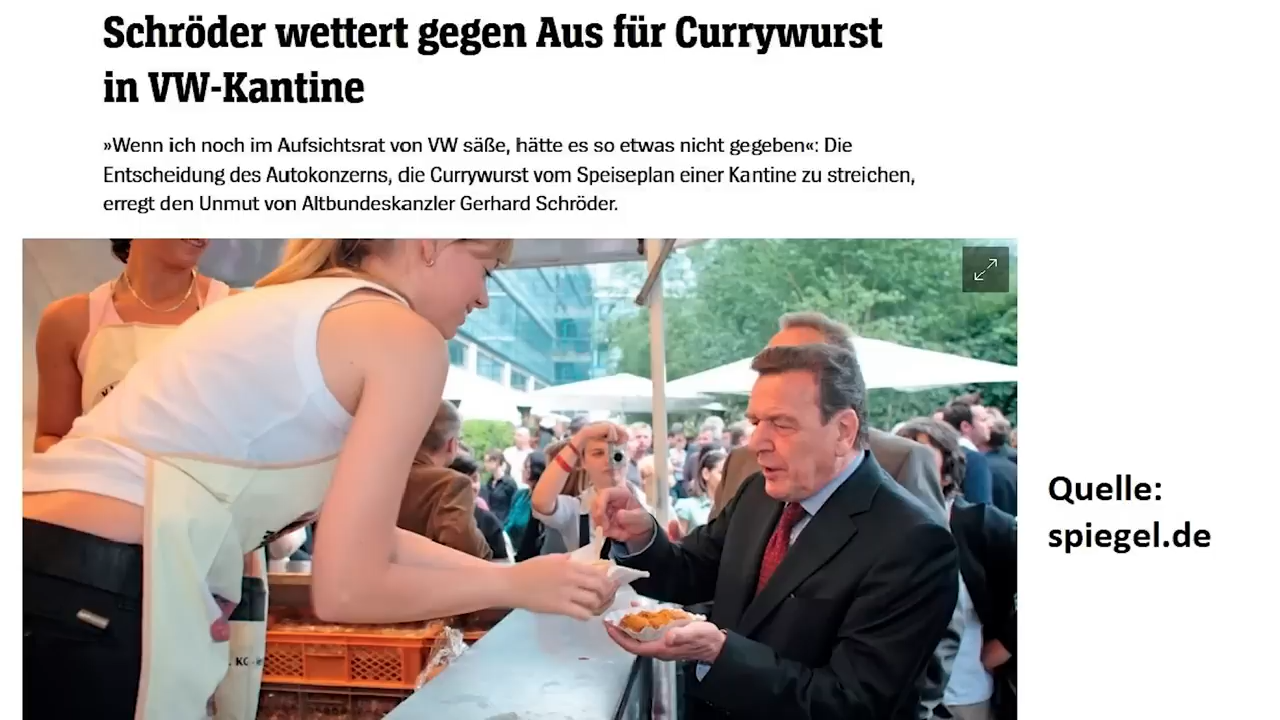 Schröder wettert gegen Aus für Currywurst
in VW-Kantine
»Wenn ich noch im Aufsichtsrat von VW säße, hätte es so etwas nicht gegeben«: Die
Entscheidung des Autokonzerns, die Currywurst vom Speiseplan einer Kantine zu streichen,
erregt den Unmut von Altbundeskanzler Gerhard Schröder.
Quelle:
spiegel.de